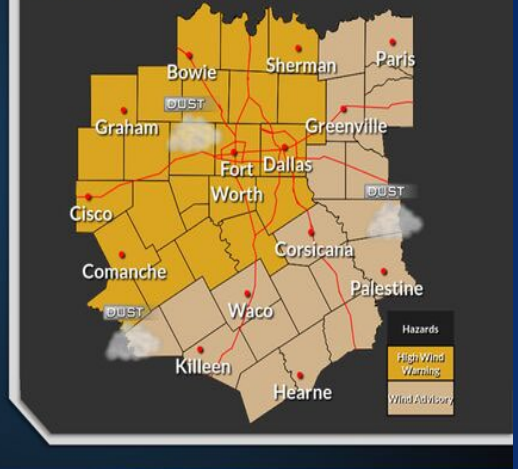 Bowie
Sherman
Paris
DUST
Graham
Greenville
Fort
Worth
Dallas
DUST
Cisco
Corsicana
Comanche
Palestine
DUST
Waco
Killeen
Hearne
Hazards
High Wind
Warning
Wind Advisory